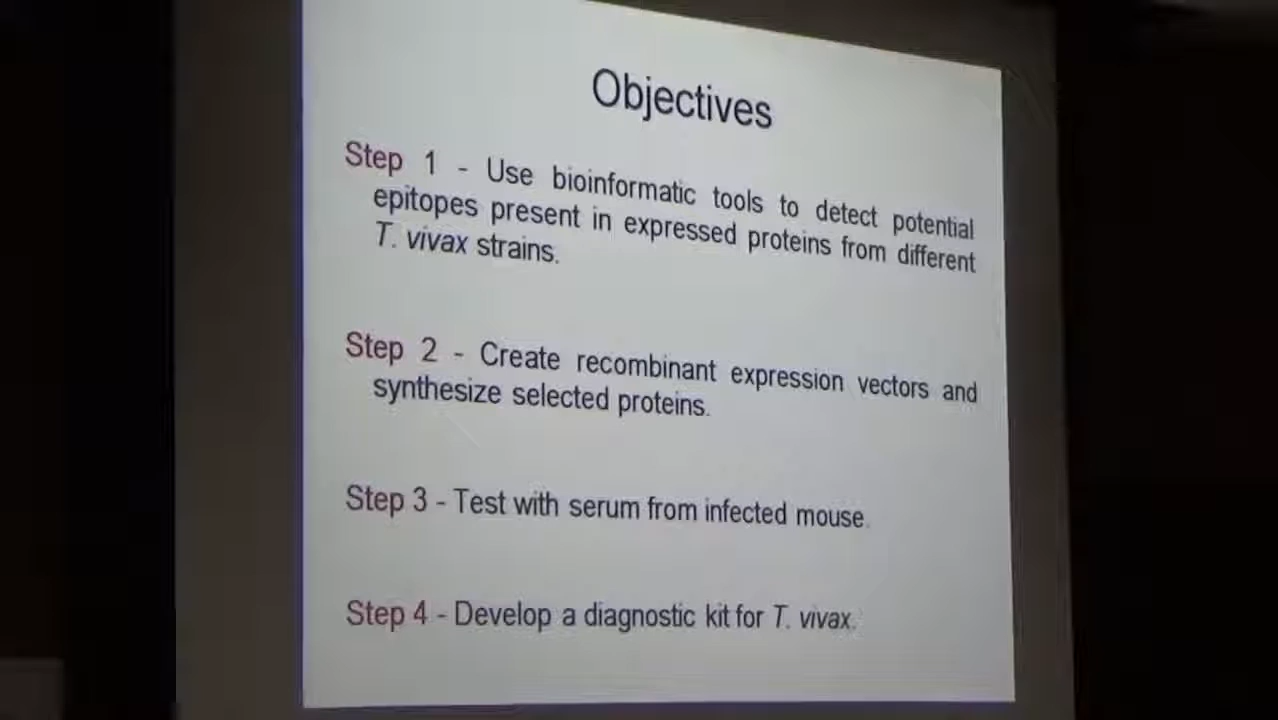 Objectives
Step 1 - Use bioinformatic tools to detect potential
epitopes present in expressed proteins from different
T. vivax strains.
Step 2 - Create recombinant expression vectors and
synthesize selected proteins.
Step 3 - Test with serum from infected mouse.
Step 4 - Develop a diagnostic kit for T. vivax.